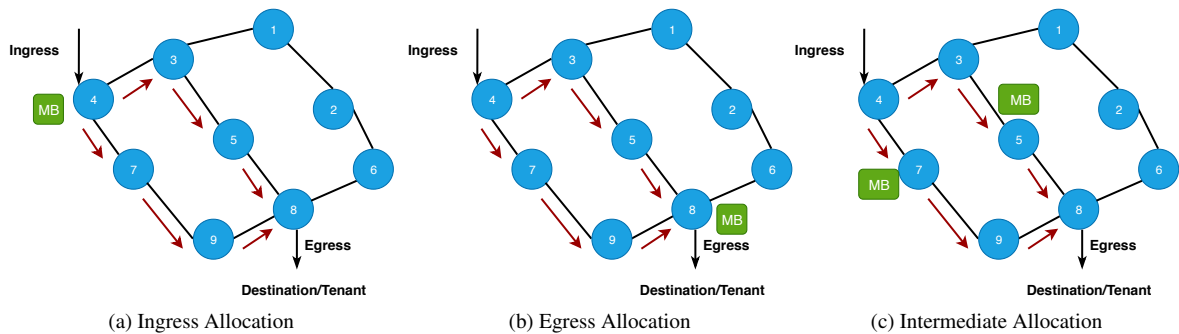 Ingress
1
3
MB
4
2
5
7
6
8
9
Egress
Destination/Tenant
(a) Ingress Allocation
Ingress
1
3
4
2
5
7
6
8
MB
9
Egress
Destination/Tenant
(b) Egress Allocation
Ingress
1
3
MB
4
2
5
MB
7
6
8
9
Egress
Destination/Tenant
(c) Intermediate Allocation